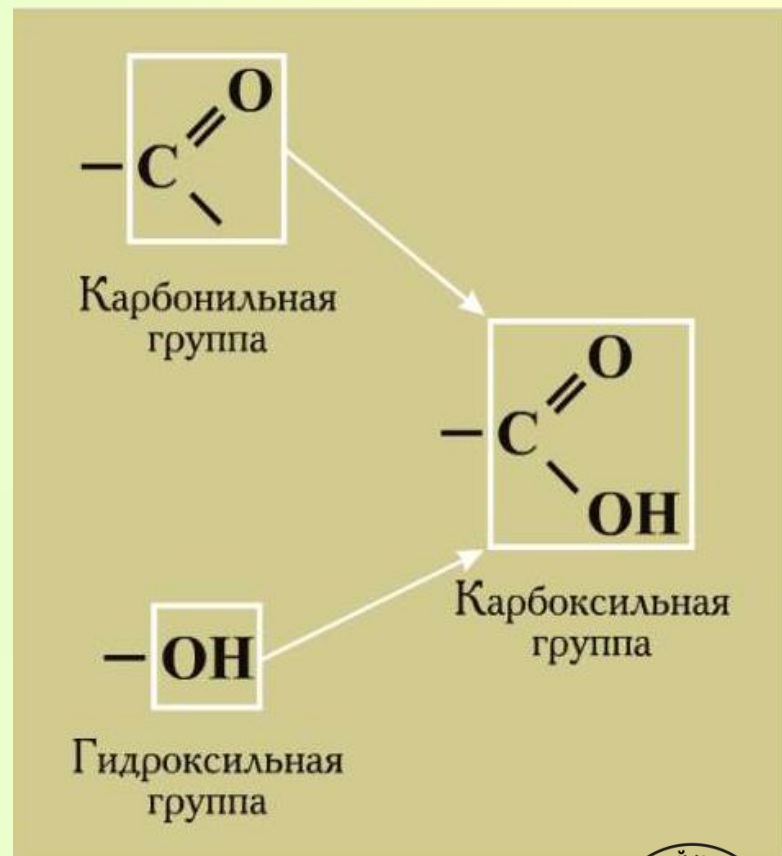 O
– C
Карбонильная
группа
O
– C
OH
Карбоксильная
группа
– OH
Гидроксильная
группа